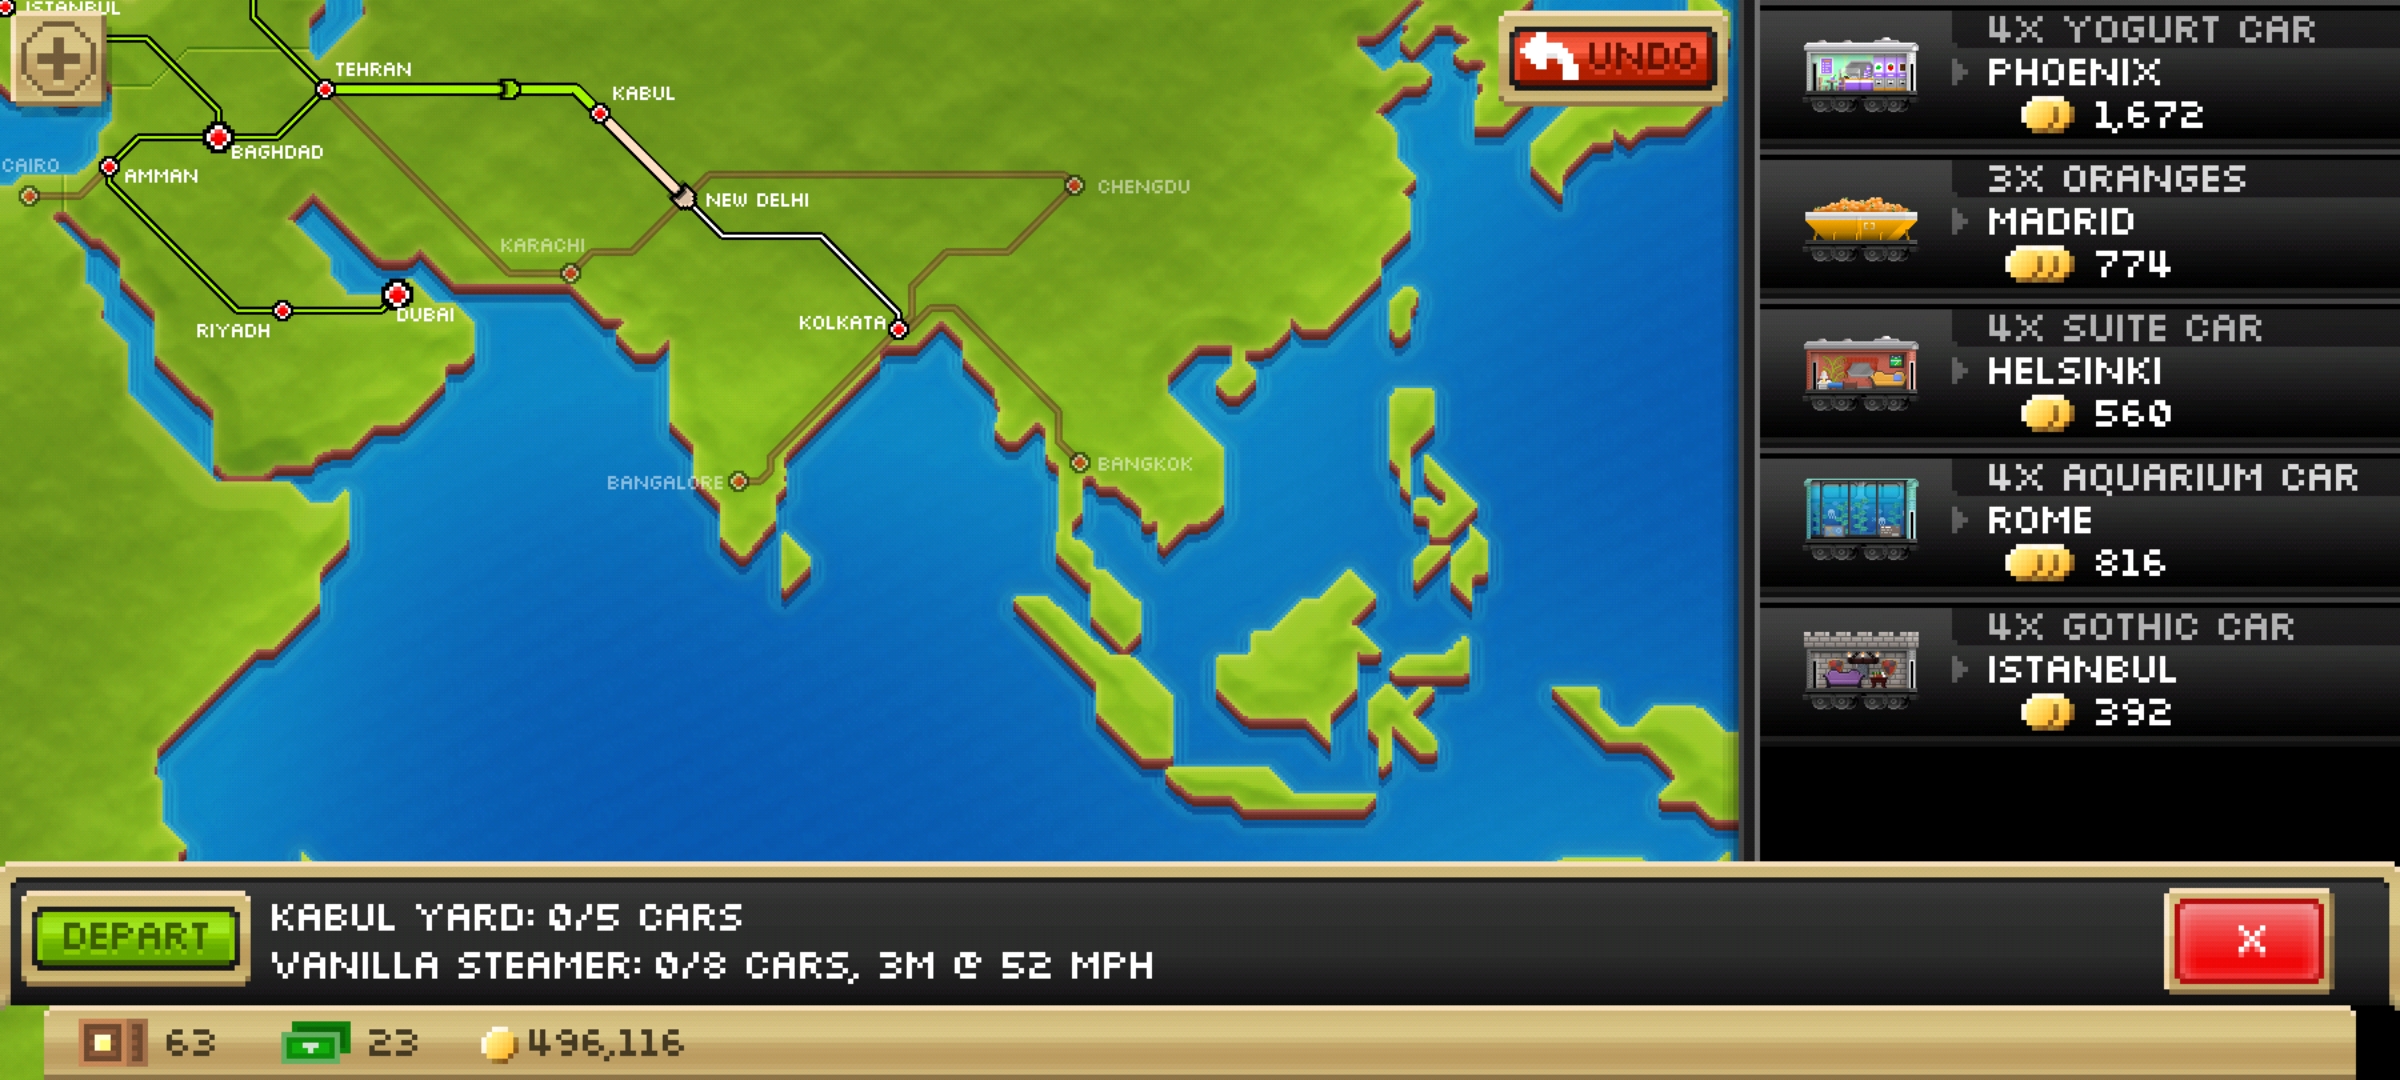 ISTANBUL
TEHRAN
KABUL
BAGHDAD
CAIRO
AMMAN
NEW DELHI
CHENGDU
KARACHI
DUBAI
RIYADH
KOLKATA
BANGALORE
BANGKOK
UNDO
4X YOGURT CAR
PHOENIX
1,672
3X ORANGES
MADRID
774
4X SUITE CAR
HELSINKI
560
4X AQUARIUM CAR
ROME
816
4X GOTHIC CAR
ISTANBUL
392
DEPART
KABUL YARD: 0/5 CARS
VANILLA STEAMER: 0/8 CARS, 3M @ 52 MPH
X
63
23
496,116